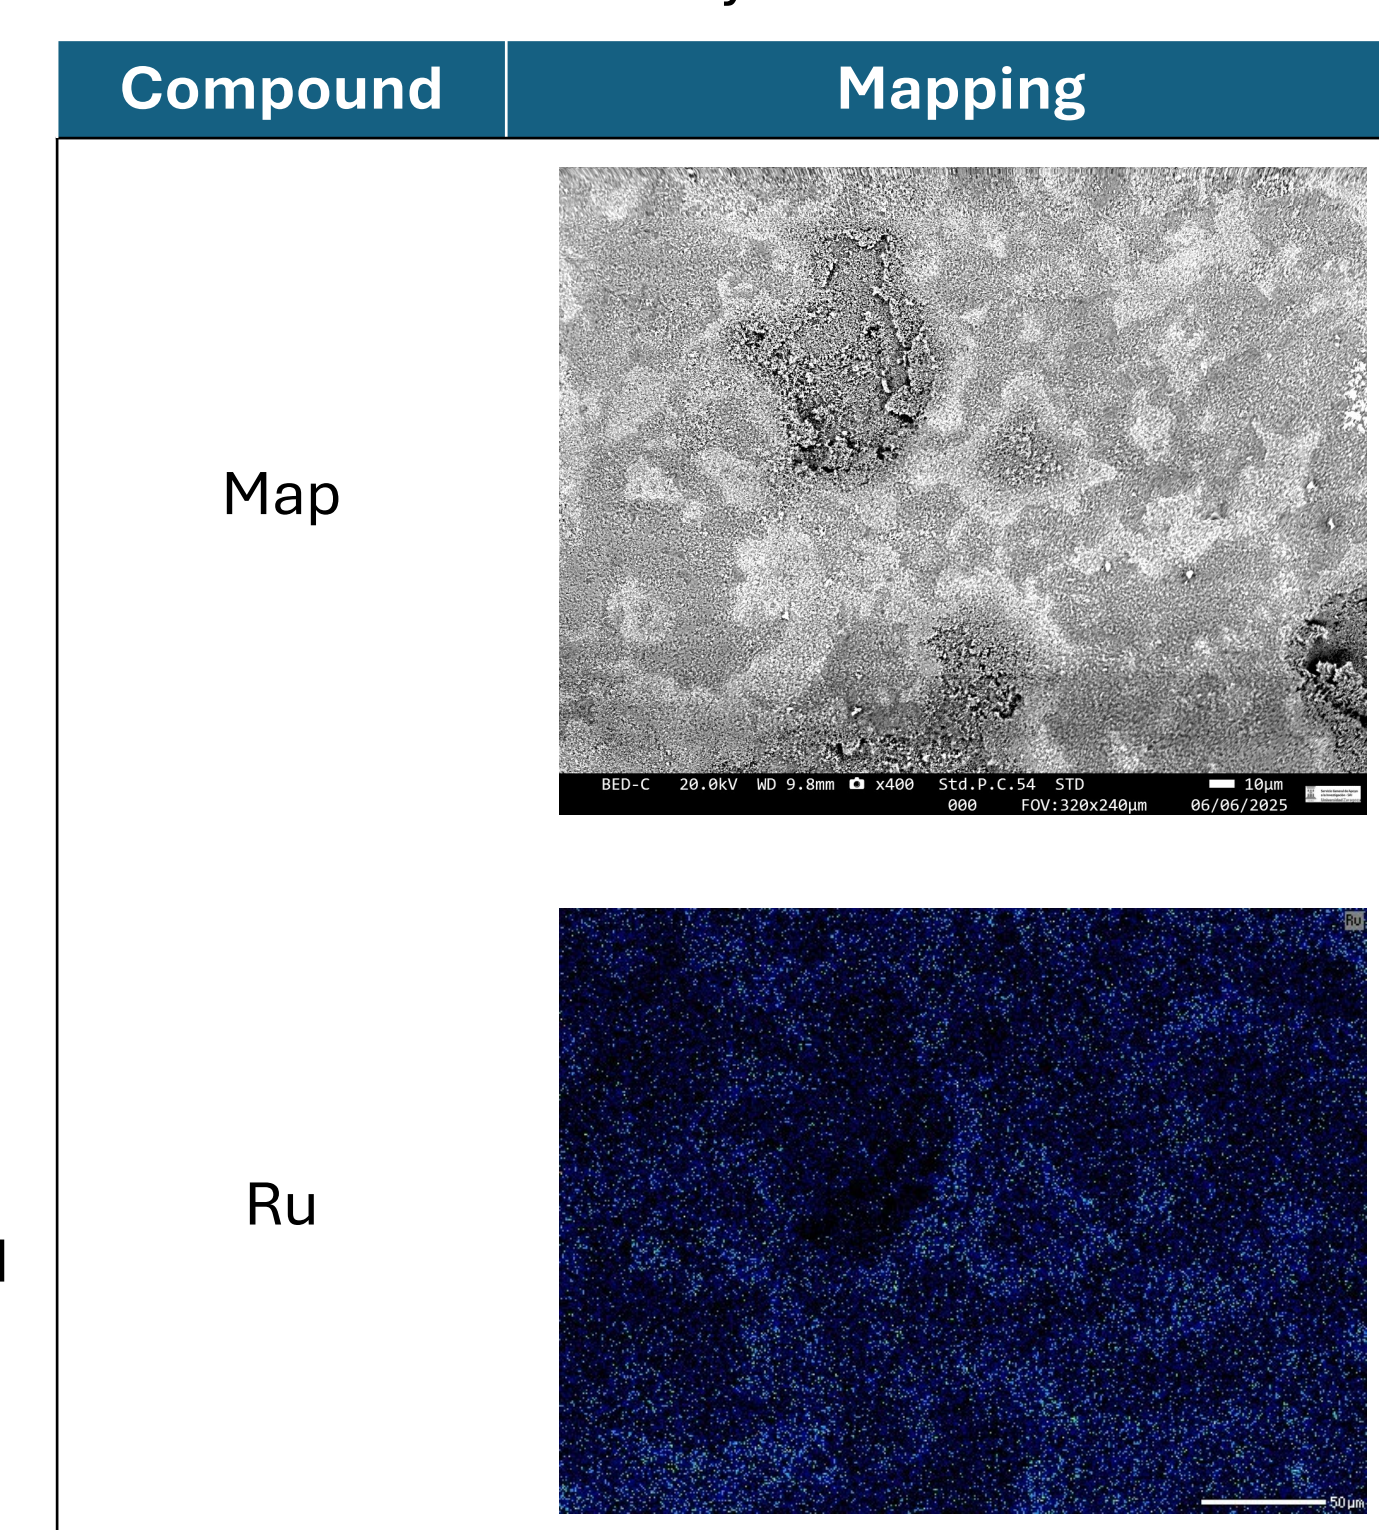 Compound Mapping
Map
BED-C 20.0kV WD 9.8mm x400 Std.P.C.54 STD 10µm
000 FOV:320x240µm 06/06/2025
Ru
Ru
50 µm